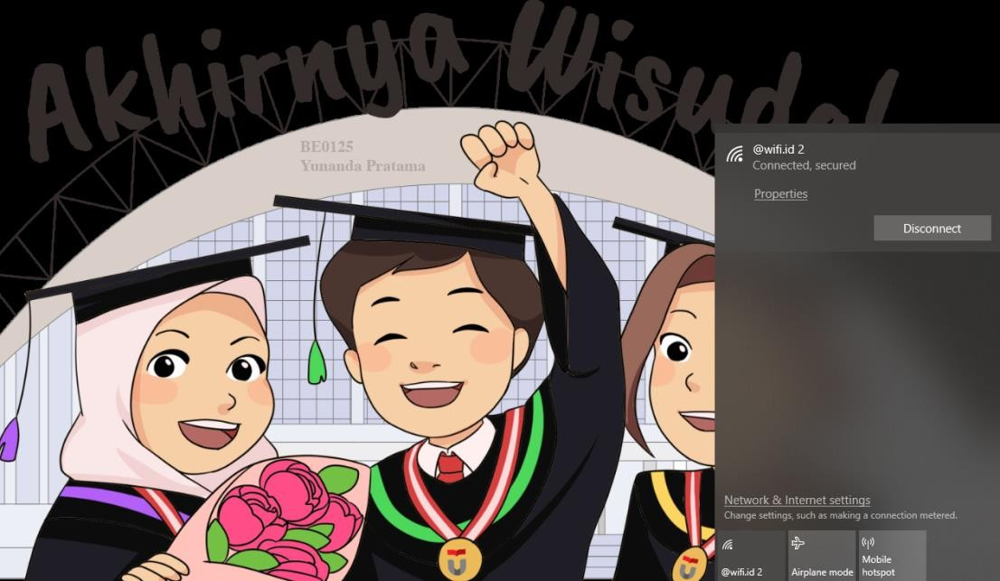 Akhirnya Wisuda!
BE0125
Yunanda Pratama
@wifi.id 2
Connected, secured
Properties
Disconnect
Network & Internet settings
Change settings, such as making a connection metered.
@wifi.id 2
Airplane mode
Mobile
hotspot